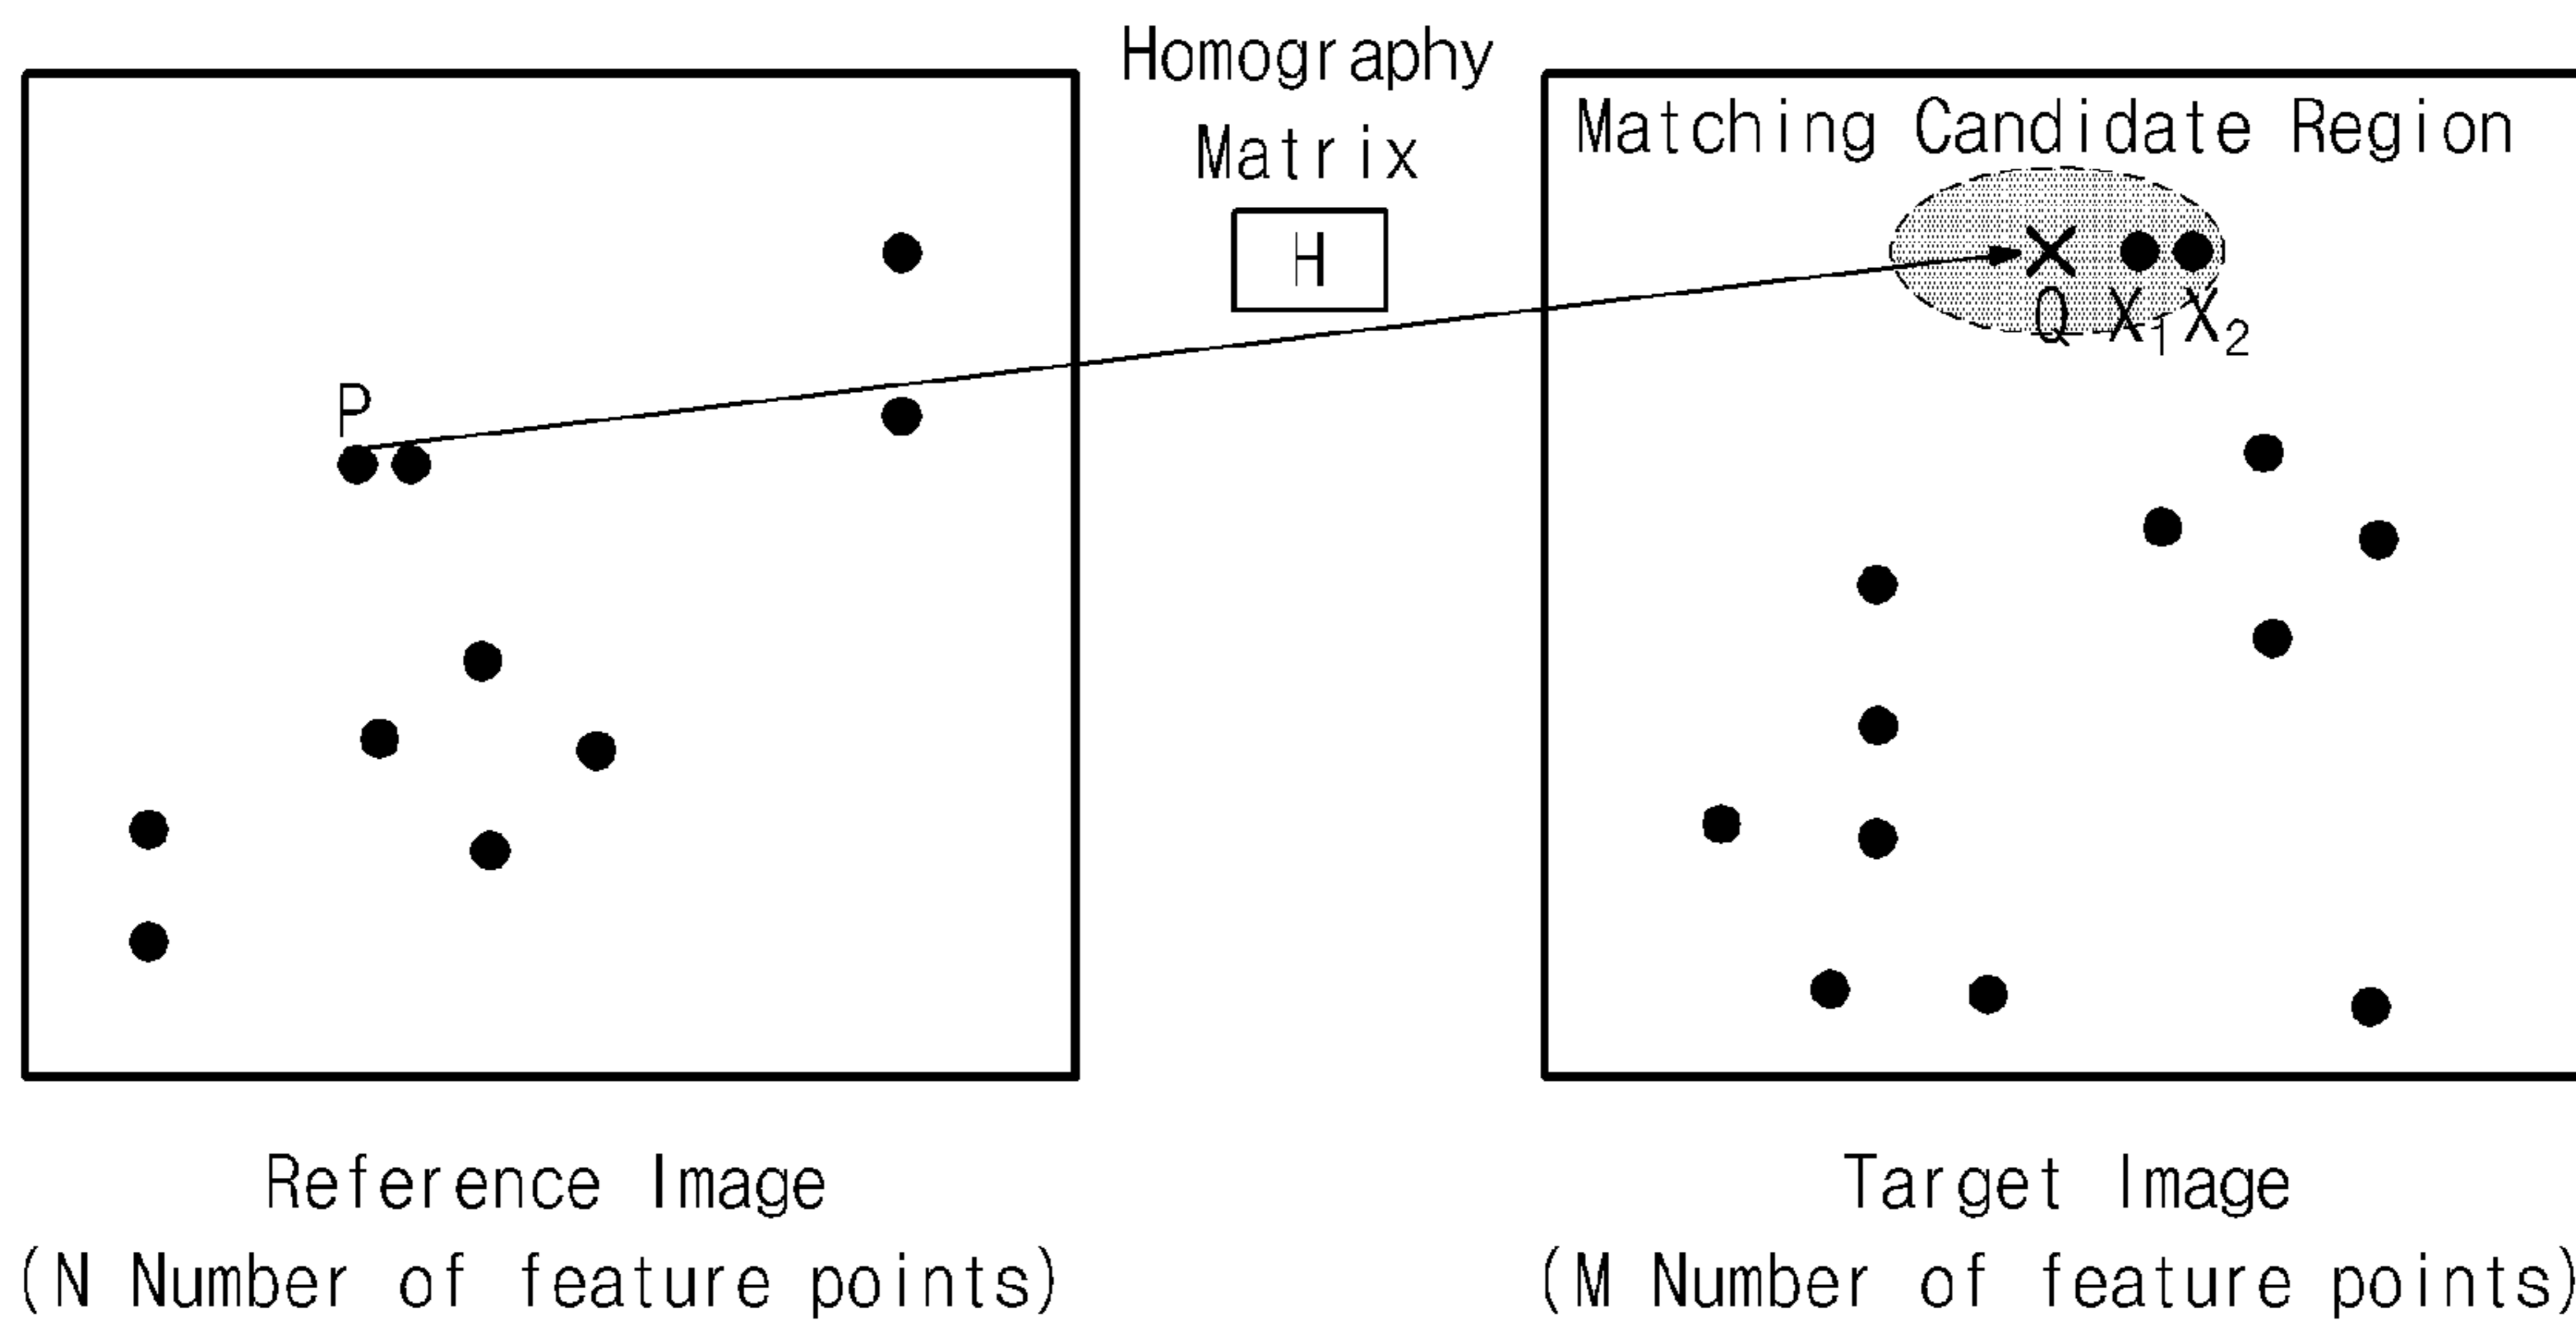 Homography
Matrix
H
P
Matching Candidate Region
Q X₁ X₂
Reference Image
(N Number of feature points)
Target Image
(M Number of feature points)